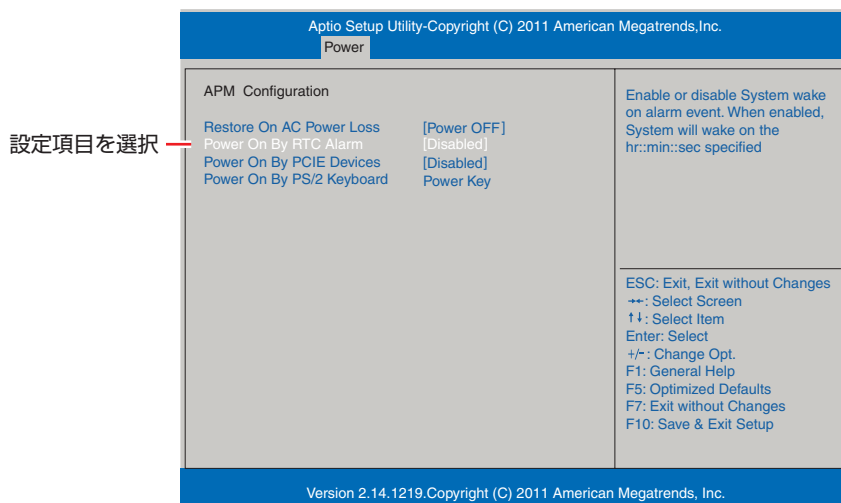 Aptio Setup Utility-Copyright (C) 2011 American Megatrends,Inc.
Power
APM Configuration
Restore On AC Power Loss [Power OFF]
設定項目を選択
Power On By RTC Alarm [Disabled]
Power On By PCIE Devices [Disabled]
Power On By PS/2 Keyboard Power Key
Enable or disable System wake
on alarm event. When enabled,
System will wake on the
hr::min::sec specified
ESC: Exit, Exit without Changes
→←: Select Screen
↑↓: Select Item
Enter: Select
+/-: Change Opt.
F1: General Help
F5: Optimized Defaults
F7: Exit without Changes
F10: Save & Exit Setup
Version 2.14.1219.Copyright (C) 2011 American Megatrends, Inc.